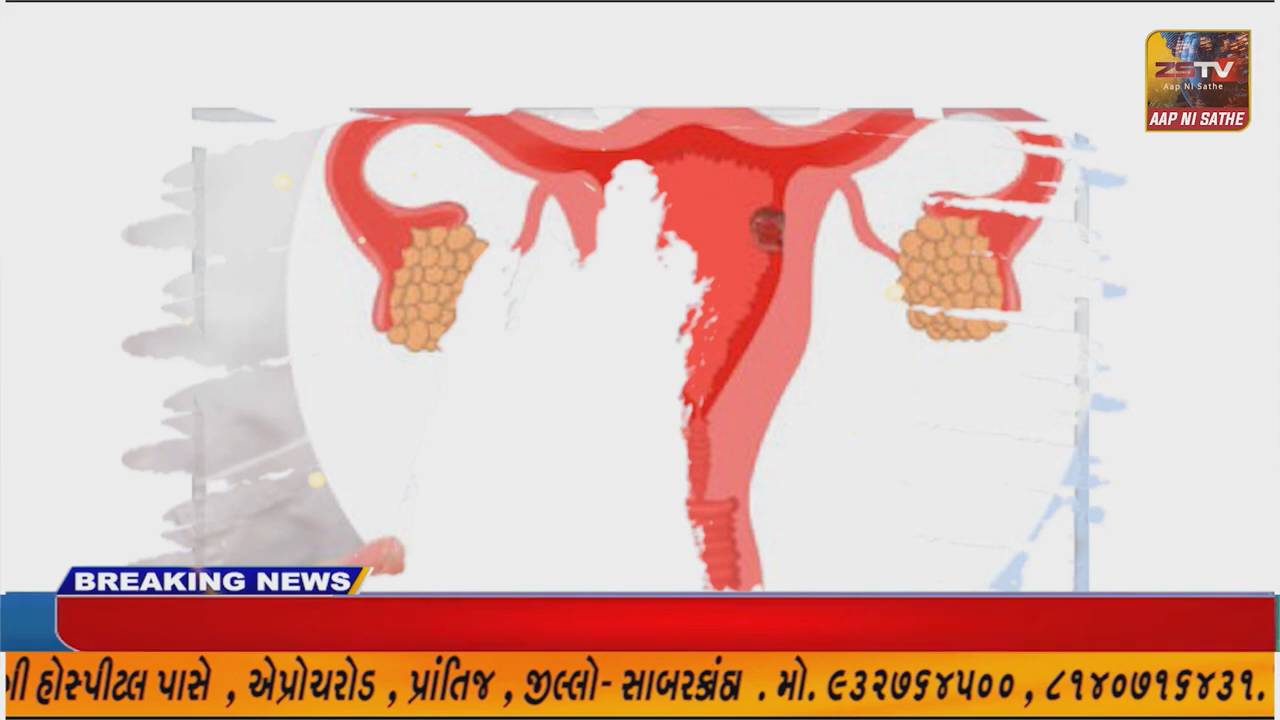 ZSTV
Aap Ni Sathe
AAP NI SATHE
BREAKING NEWS
હોસ્પીટલ પાસે , એપ્રોચરોડ , પ્રાંતિજ , જીલ્લો- સાબરકાંઠા . મો. ૯૩૨૭૬૪૫૦૦ , ૮૧૪૦૭૧૬૪૩૧.